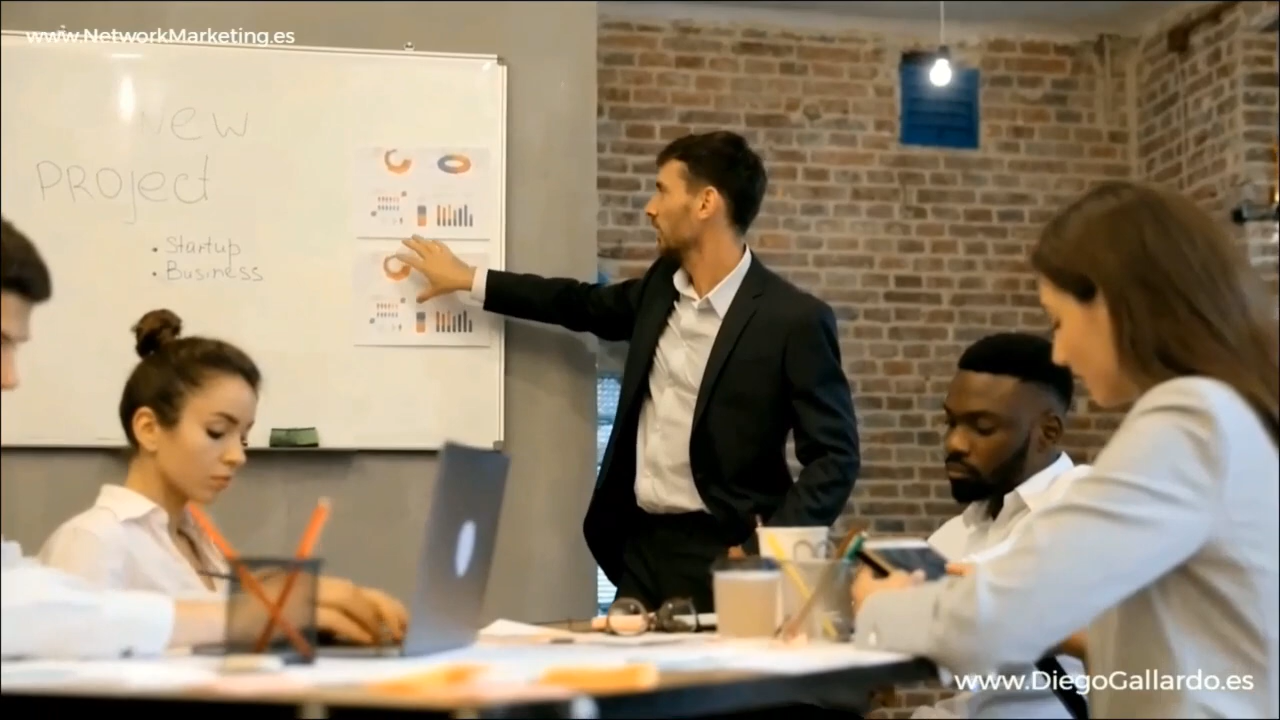 www.NetworkMarketing.es
New
Project
• Startup
• Business
www.DiegoGallardo.es